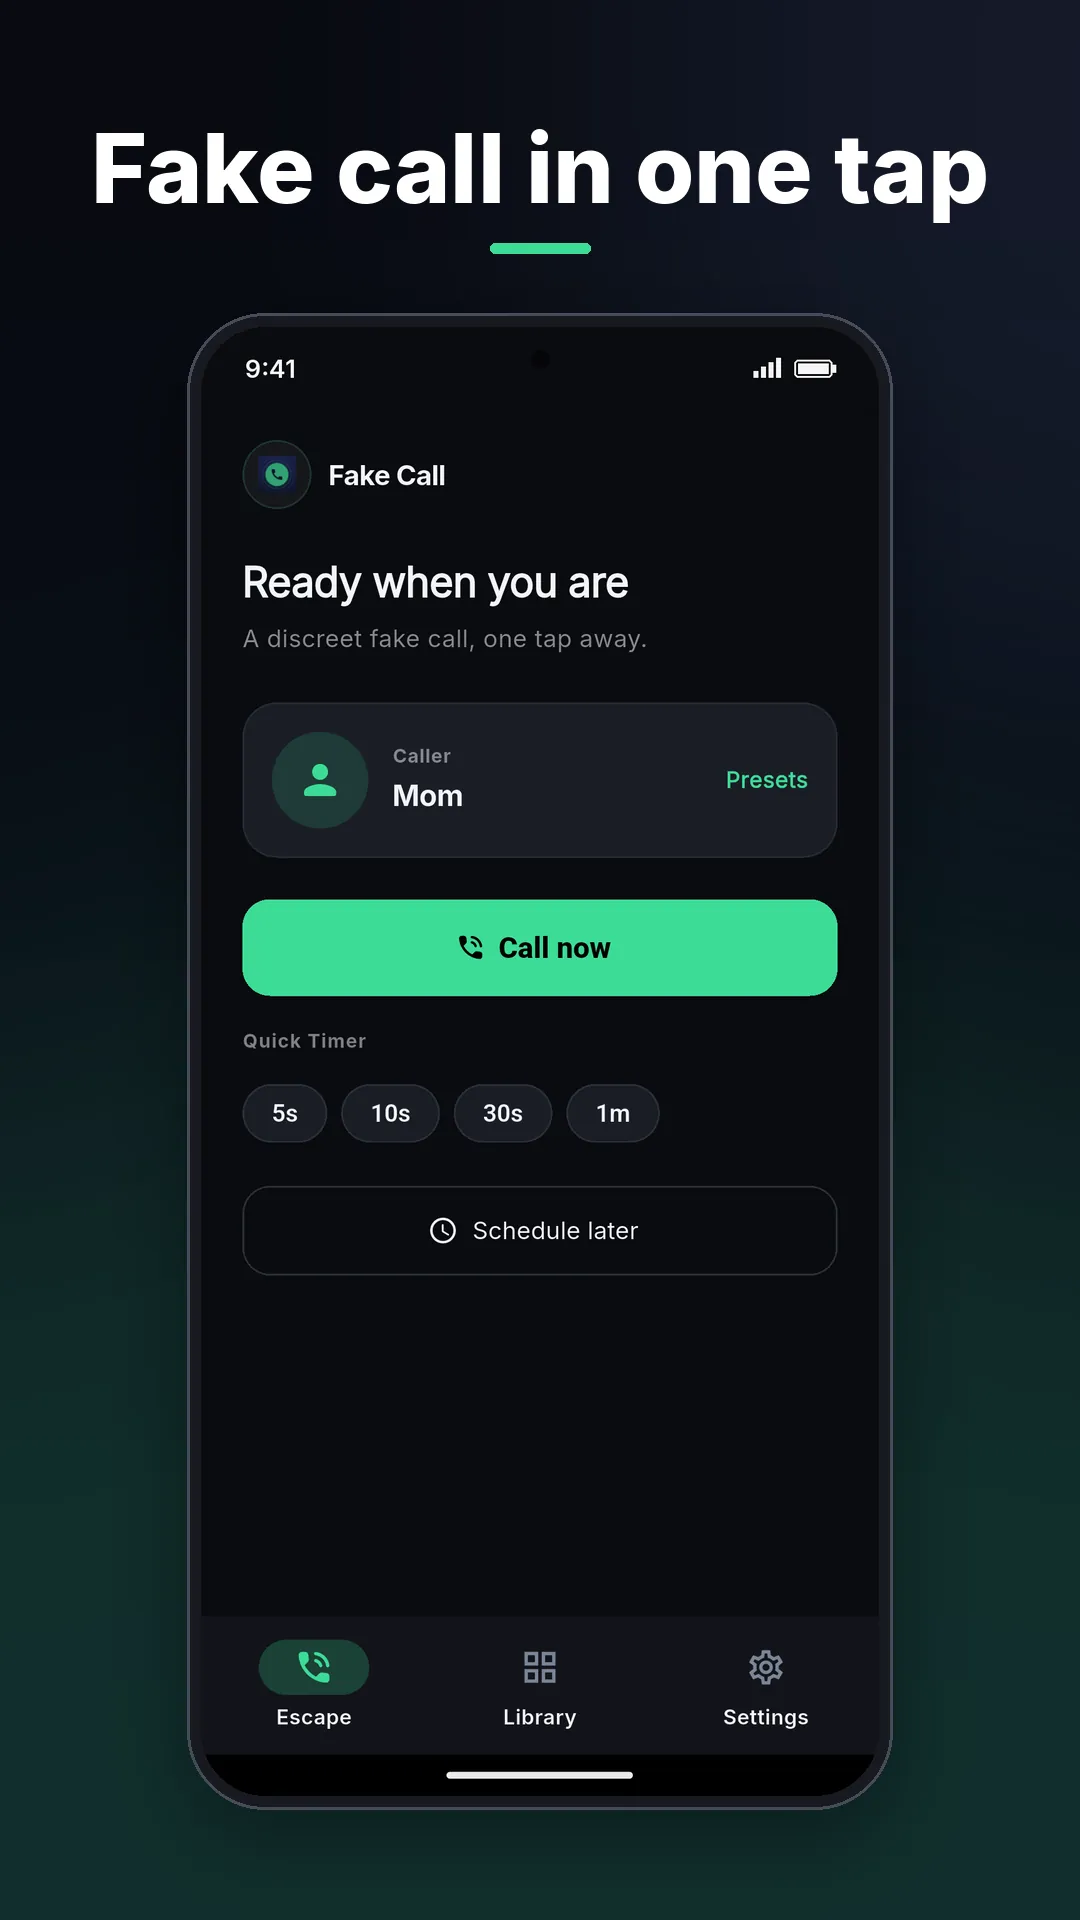 Fake call in one tap
9:41
Fake Call
Ready when you are
A discreet fake call, one tap away.
Caller
Mom
Presets
Call now
Quick Timer
5s 10s 30s 1m
Schedule later
Escape Library Settings